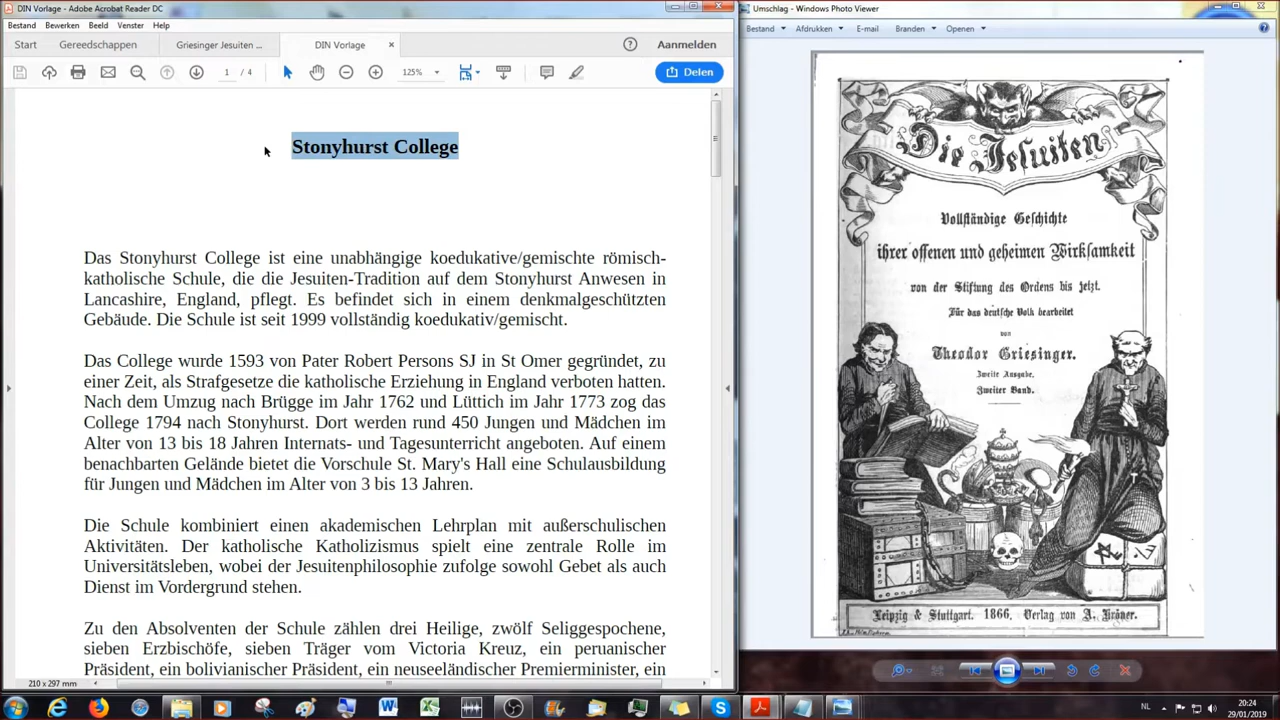 DIN Vorlage - Adobe Acrobat Reader DC
Bestand Bewerken Beeld Venster Help
Start Gereedschappen Griesinger Jesuiten ... DIN Vorlage × Aanmelden
1 / 4 125% Delen
Stonyhurst College
Das Stonyhurst College ist eine unabhängige koedukative/gemischte römisch-
katholische Schule, die die Jesuiten-Tradition auf dem Stonyhurst Anwesen in
Lancashire, England, pflegt. Es befindet sich in einem denkmalgeschützten
Gebäude. Die Schule ist seit 1999 vollständig koedukativ/gemischt.
Das College wurde 1593 von Pater Robert Persons SJ in St Omer gegründet, zu
einer Zeit, als Strafgesetze die katholische Erziehung in England verboten hatten.
Nach dem Umzug nach Brügge in Jahr 1762 und Lüttich im Jahr 1773 zog das
College 1794 nach Stonyhurst. Dort werden rund 450 Jungen und Mädchen im
Alter von 13 bis 18 Jahren Internats- und Tagesunterricht angeboten. Auf einem
benachbarten Gelände bietet die Vorschule St. Mary's Hall eine Schulausbildung
für Jungen und Mädchen im Alter von 3 bis 13 Jahren.
Die Schule kombiniert einen akademischen Lehrplan mit außerschulischen
Aktivitäten. Der katholische Katholizismus spielt eine zentrale Rolle im
Universitätsleben, wobei der Jesuitenphilosophie zufolge sowohl Gebet als auch
Dienst im Vordergrund stehen.
Zu den Absolventen der Schule zählen drei Heilige, zwölf Seliggespochene,
sieben Erzbischöfe, sieben Träger vom Victoria Kreuz, ein peruanischer
Präsident, ein bolivianischer Präsident, ein neuseeländischer Premierminister, ein
210 x 297 mm
Umschlag - Windows Photo Viewer
Bestand Afdrukken E-mail Branden Openen
Die Jesuiten
Vollständige Geschichte
ihrer offenen und geheimen Wirksamkeit
von der Stiftung des Ordens bis jetzt.
Für das deutsche Volk bearbeitet
von
Theodor Griesinger.
Zweite Ausgabe.
Zweiter Band.
Leipzig & Stuttgart. 1866. Verlag von A. Kröner.
NL 20:24
29/01/2019